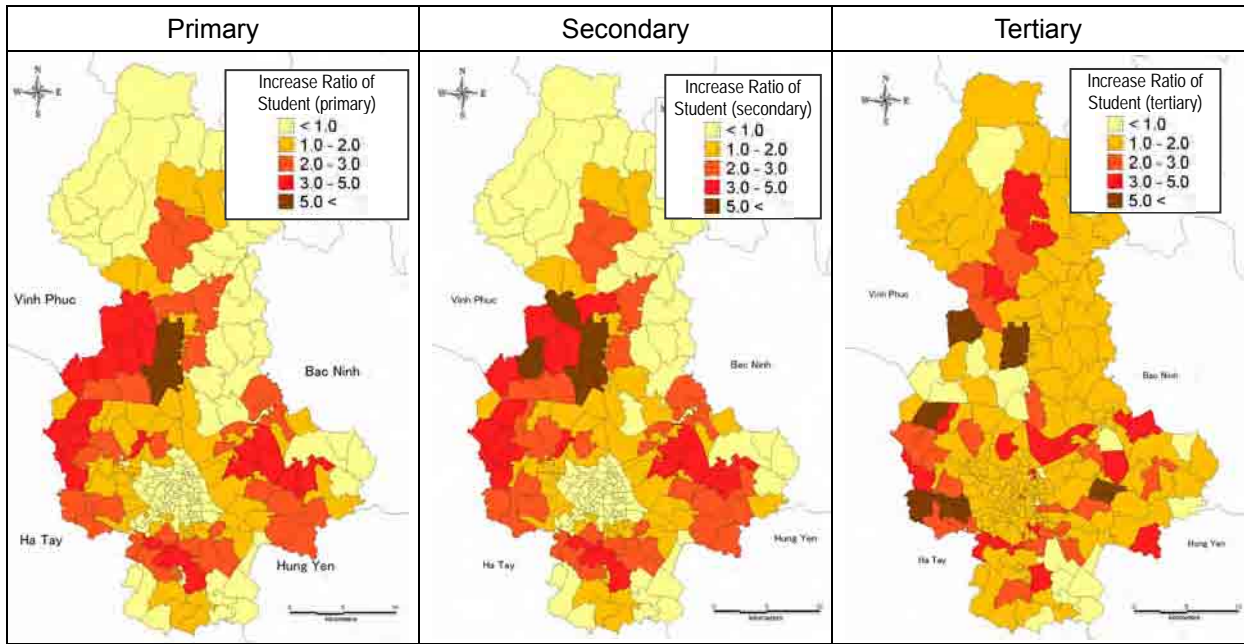 Primary
Secondary
Tertiary
N
W E
S
Increase Ratio of
Student (primary)
< 1.0
1.0 - 2.0
2.0 - 3.0
3.0 - 5.0
5.0 <
Vinh Phuc
Bac Ninh
Ha Tay
Hung Yen
N
W E
S
Increase Ratio of
Student (secondary)
< 1.0
1.0 - 2.0
2.0 - 3.0
3.0 - 5.0
5.0 <
Vinh Phuc
Bac Ninh
Ha Tay
Hung Yen
N
W E
S
Increase Ratio of
Student (tertiary)
< 1.0
1.0 - 2.0
2.0 - 3.0
3.0 - 5.0
5.0 <
Vinh Phuc
Bac Ninh
Ha Tay
Hung Yen